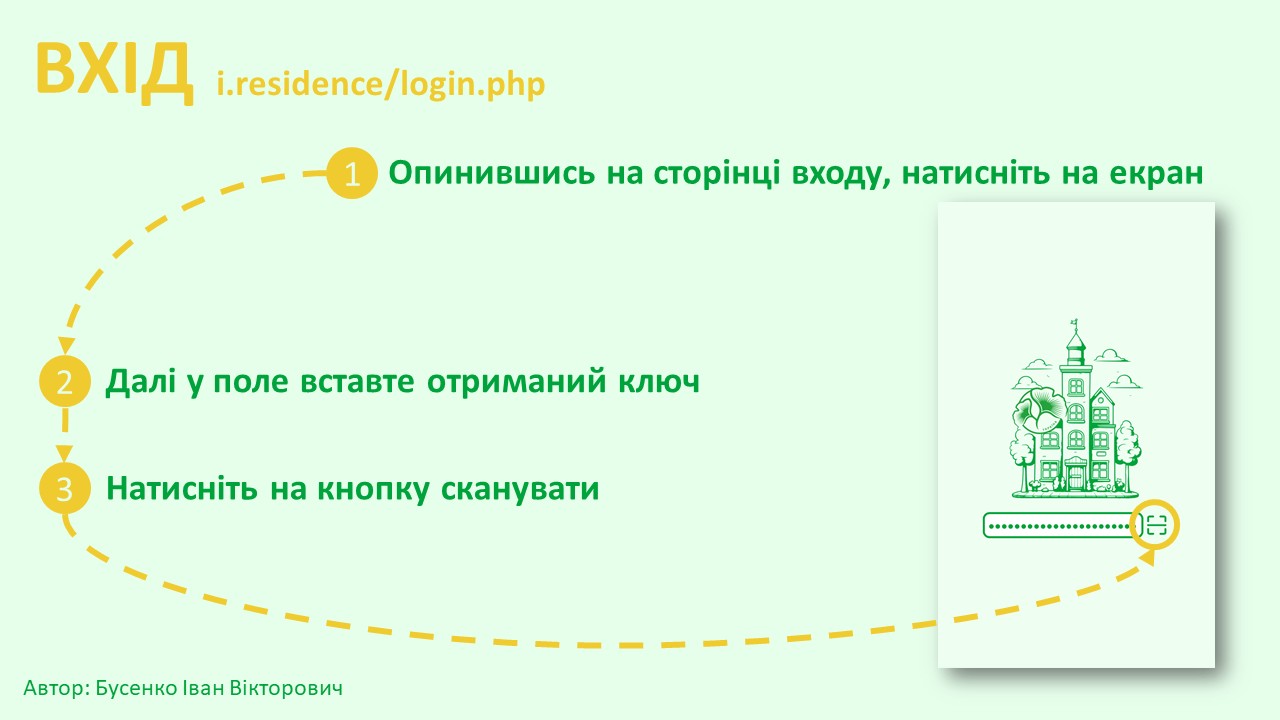 ВХІД i.residence/login.php
1 Опинившись на сторінці входу, натисніть на екран
2 Далі у поле вставте отриманий ключ
3 Натисніть на кнопку сканувати
Автор: Бусенко Іван Вікторович